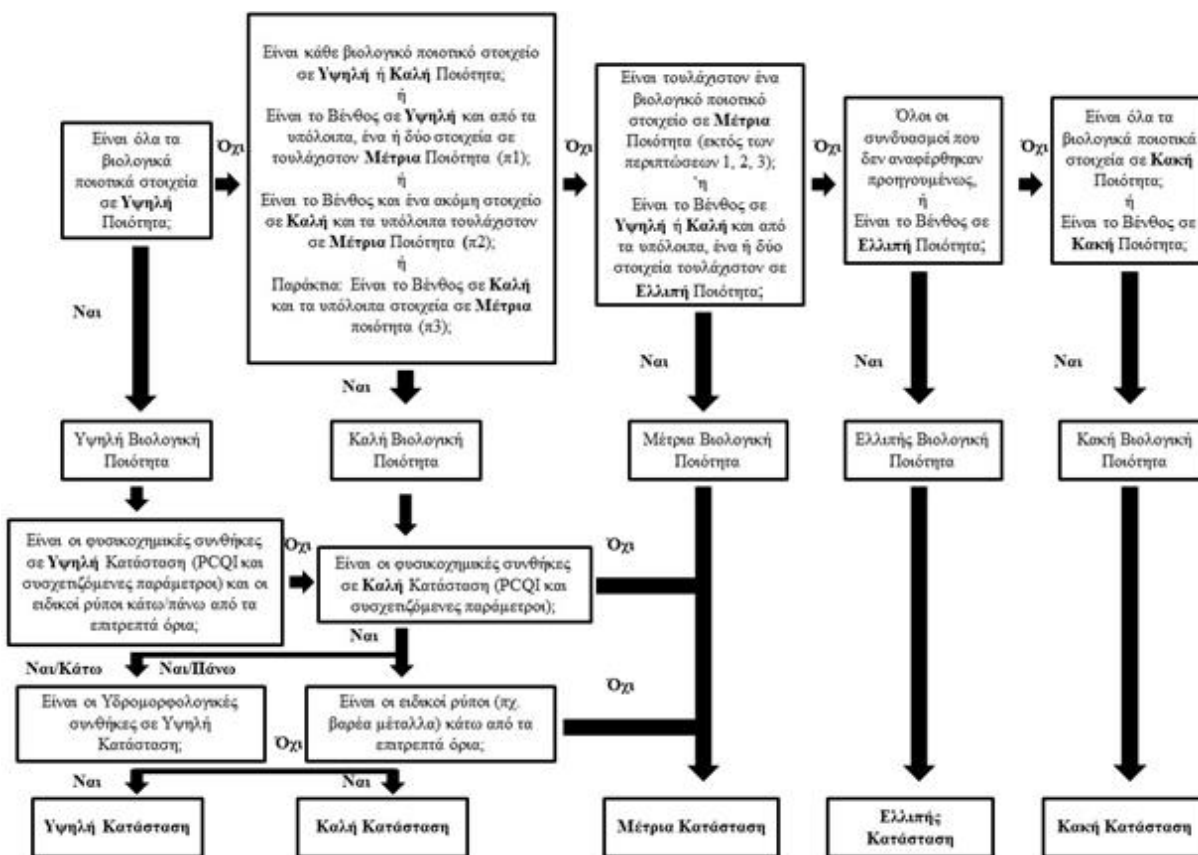 Είναι όλα τα
βιολογικά
ποιοτικά στοιχεία
σε Υψηλή
Ποιότητα;
Όχι
Είναι κάθε βιολογικό ποιοτικό στοιχείο
σε Υψηλή ή Καλή Ποιότητα;
ή
Είναι το Βένθος σε Υψηλή και από τα
υπόλοιπα, ένα ή δύο στοιχεία σε
τουλάχιστον Μέτρια Ποιότητα (π1);
ή
Είναι το Βένθος και ένα ακόμη στοιχείο
σε Καλή και τα υπόλοιπα τουλάχιστον
σε Μέτρια Ποιότητα (π2);
ή
Παράκτια: Είναι το Βένθος σε Καλή
και τα υπόλοιπα στοιχεία σε Μέτρια
ποιότητα (π3);
Όχι
Είναι τουλάχιστον ένα
βιολογικό ποιοτικό
στοιχείο σε Μέτρια
Ποιότητα (εκτός των
περιπτώσεων 1, 2, 3);
'η
Είναι το Βένθος σε
Υψηλή ή Καλή και από
τα υπόλοιπα, ένα ή δύο
στοιχεία τουλάχιστον σε
Ελλιπή Ποιότητα;
Όχι
Όλοι οι
συνδυασμοί που
δεν αναφέρθηκαν
προηγουμένως,
ή
Είναι το Βένθος σε
Ελλιπή Ποιότητα;
Όχι
Είναι όλα τα
βιολογικά ποιοτικά
στοιχεία σε Κακή
Ποιότητα;
ή
Είναι το Βένθος σε
Κακή Ποιότητα;
Ναι
Ναι
Ναι
Ναι
Ναι
Υψηλή Βιολογική
Ποιότητα
Καλή Βιολογική
Ποιότητα
Μέτρια Βιολογική
Ποιότητα
Ελλιπής Βιολογική
Ποιότητα
Κακή Βιολογική
Ποιότητα
Είναι οι φυσικοχημικές συνθήκες
σε Υψηλή Κατάσταση (PCQI και
συσχετιζόμενες παράμετροι) και οι
ειδικοί ρύποι κάτω/πάνω από τα
επιτρεπτά όρια;
Όχι
Είναι οι φυσικοχημικές συνθήκες
σε Καλή Κατάσταση (PCQI και
συσχετιζόμενες παράμετροι);
Όχι
Ναι
Ναι/Κάτω
Ναι/Πάνω
Είναι οι Υδρομορφολογικές
συνθήκες σε Υψηλή
Κατάσταση;
Όχι
Είναι οι ειδικοί ρύποι (πχ.
βαρέα μέταλλα) κάτω από τα
επιτρεπτά όρια;
Όχι
Ναι
Ναι
Υψηλή Κατάσταση
Καλή Κατάσταση
Μέτρια Κατάσταση
Ελλιπής
Κατάσταση
Κακή Κατάσταση